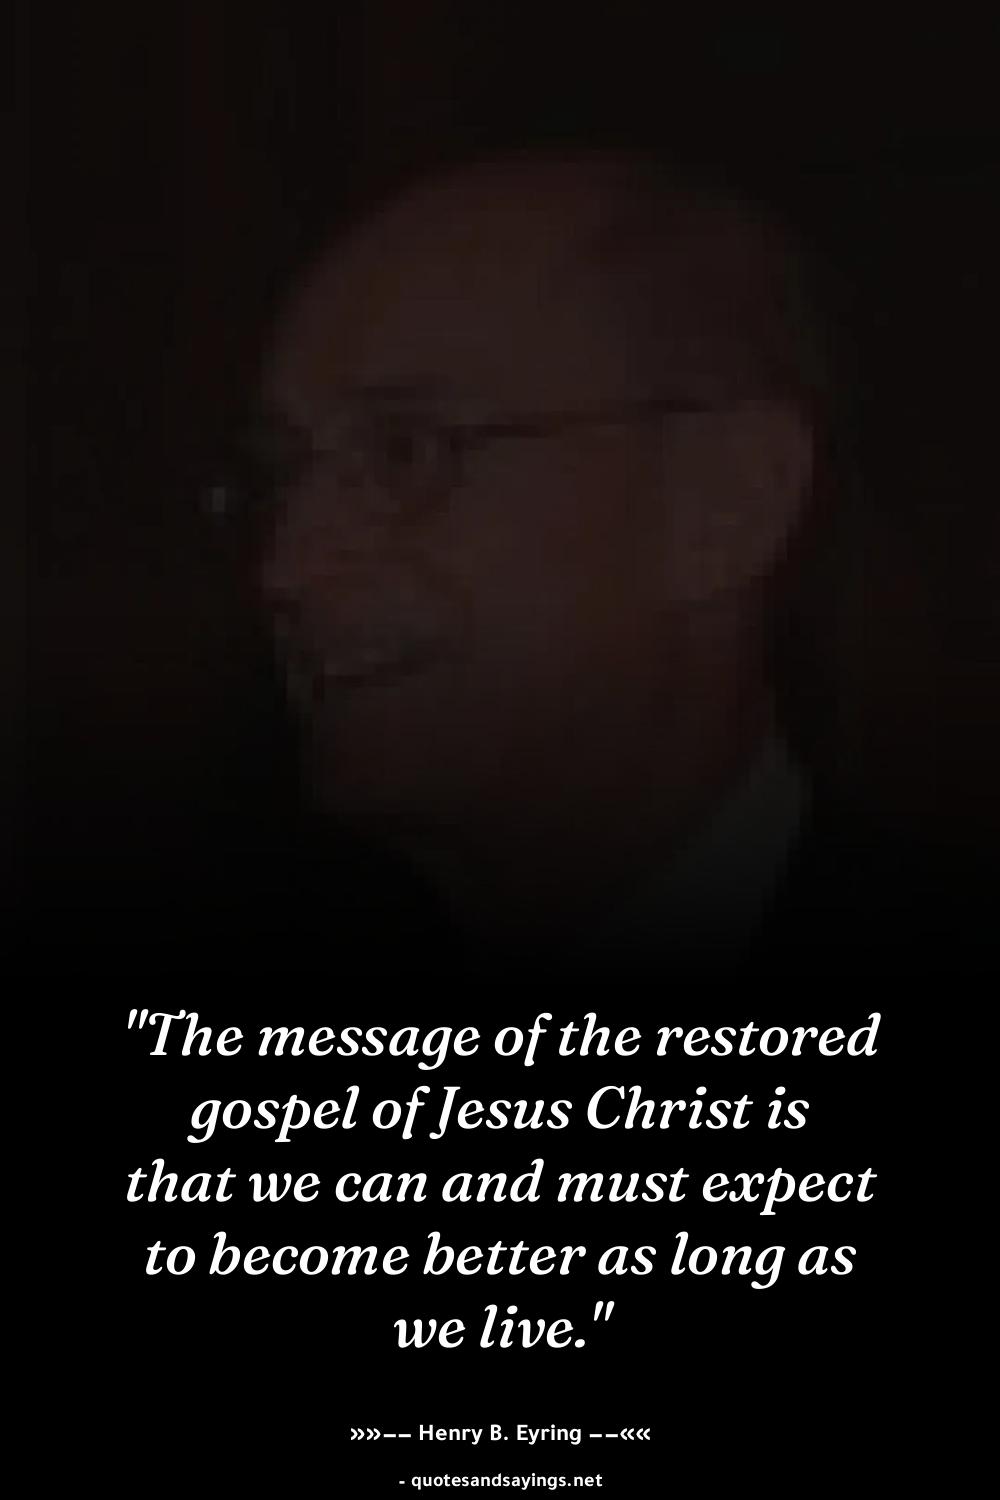 "The message of the restored
gospel of Jesus Christ is
that we can and must expect
to become better as long as
we live."
»»−− Henry B. Eyring −−««
- quotesandsayings.net